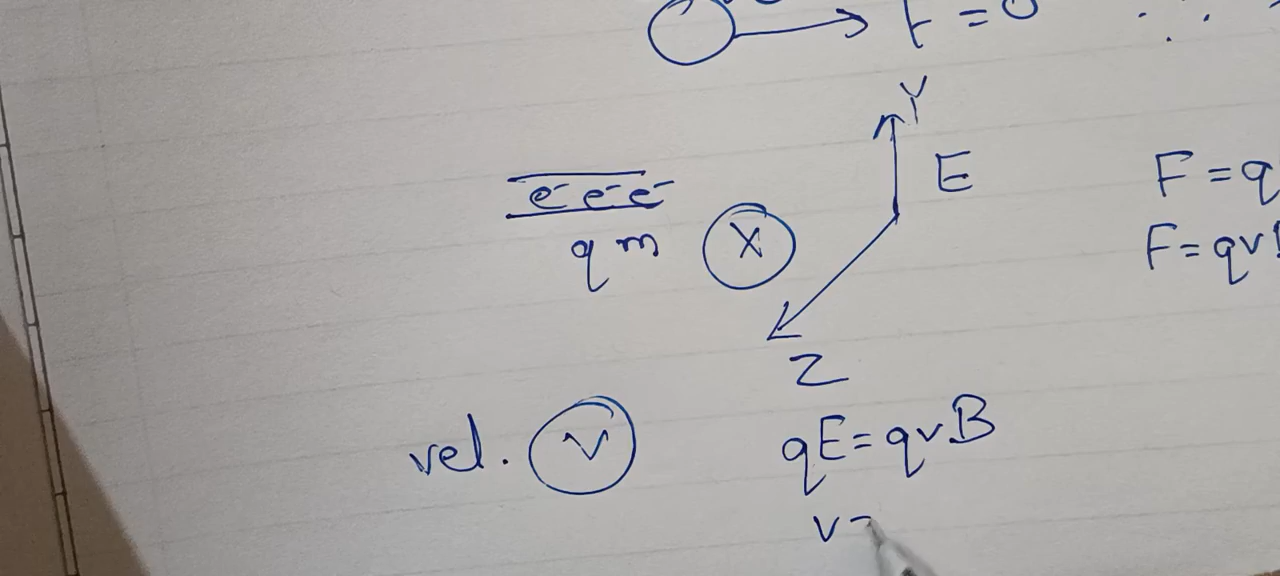 F = 0 ∴
Y
E
F = q
e⁻ e⁻ e⁻
q m X
F = qv
Z
vel. V
qE = qvB
v =